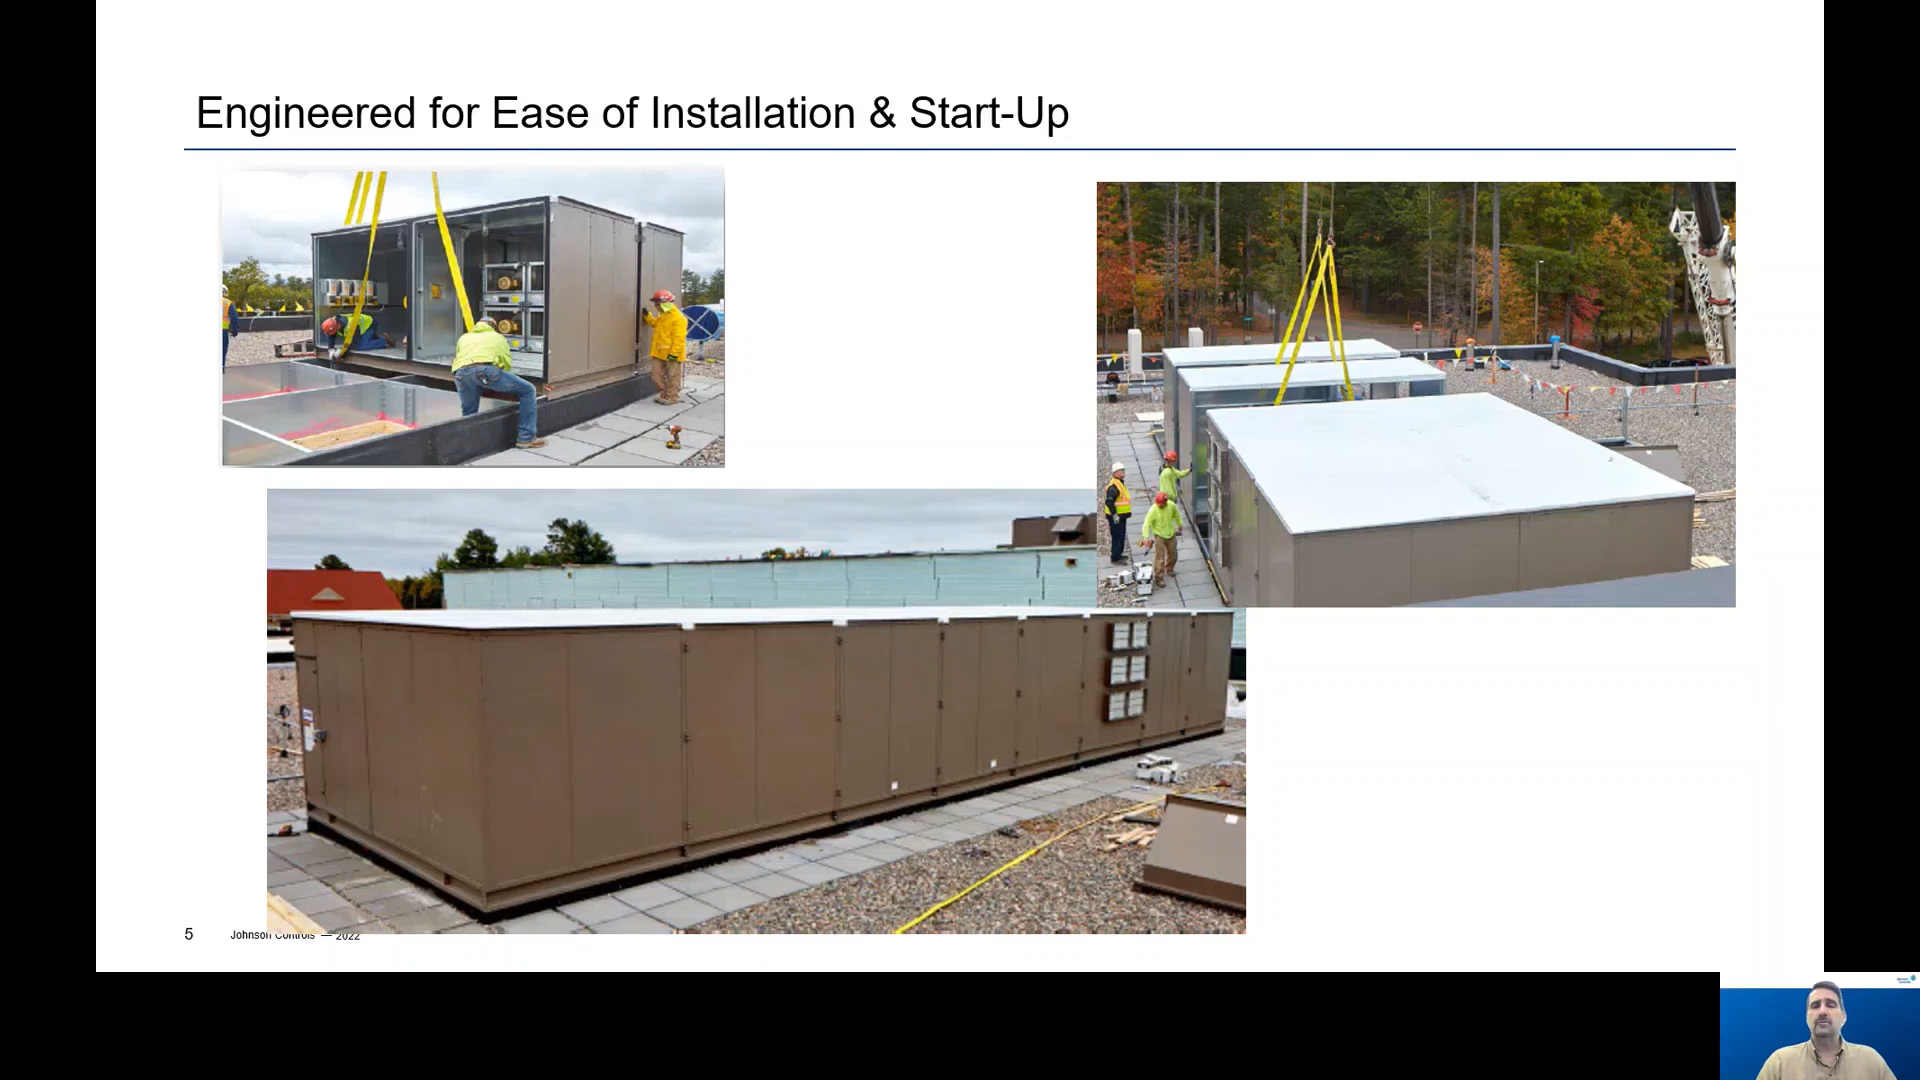 Engineered for Ease of Installation & Start-Up
5
Johnson Controls — 2022